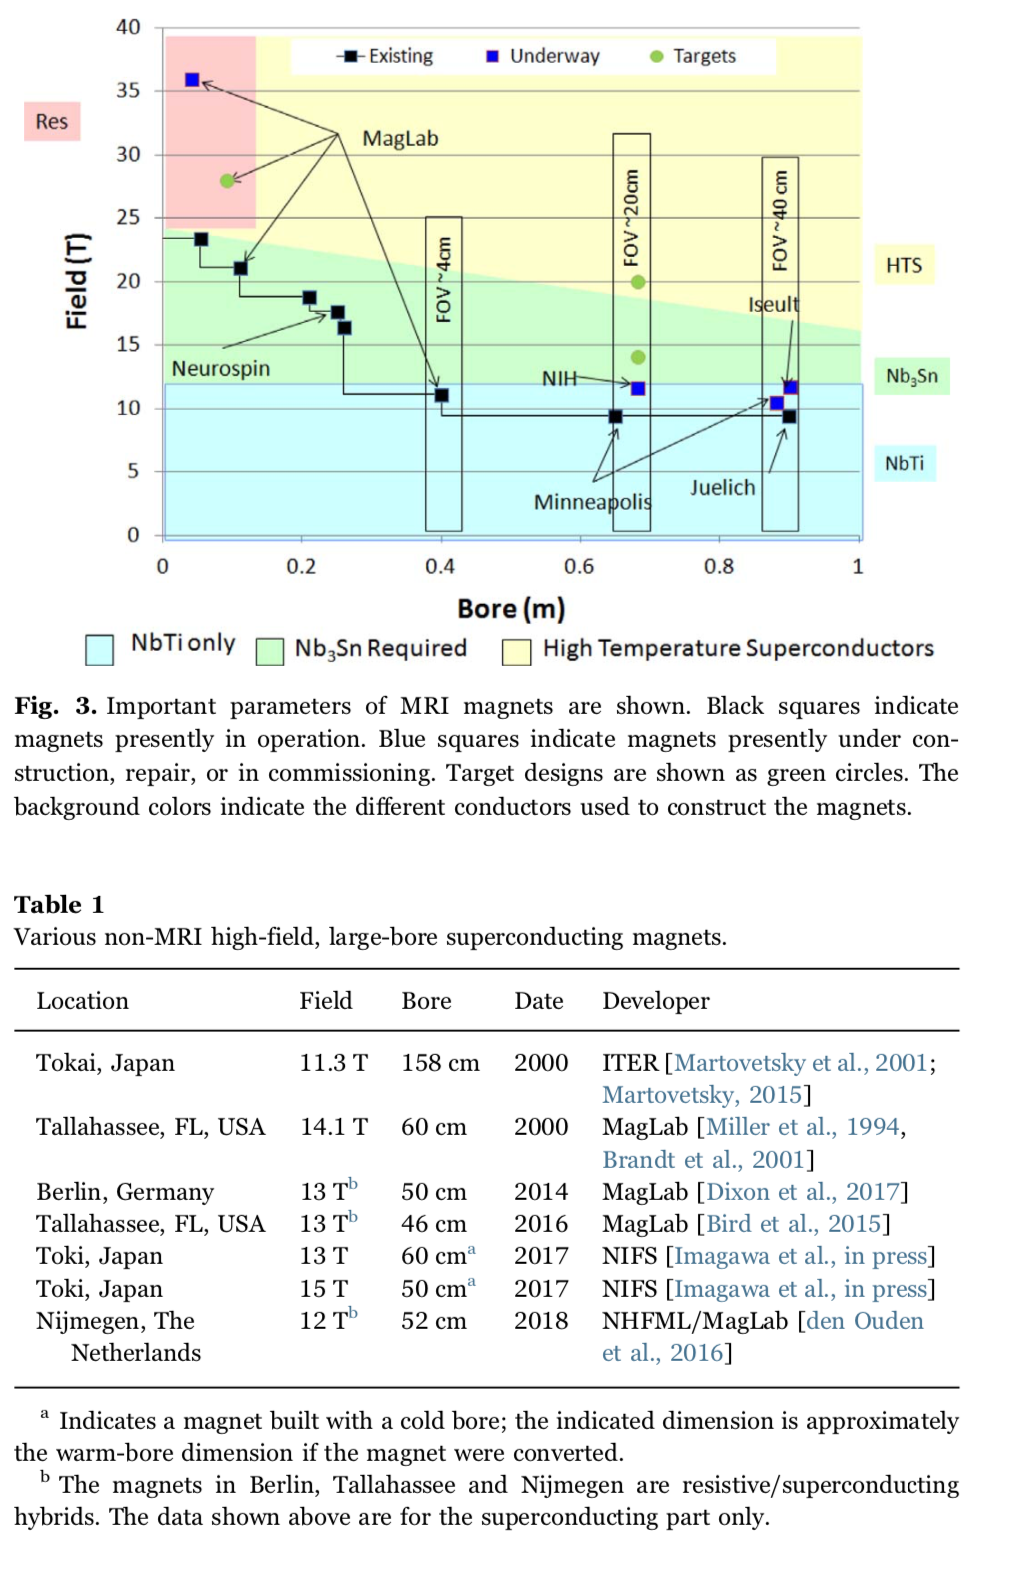 40
Existing
Underway
Targets
35
Res
MagLab
30
FOV ~20cm
FOV ~40 cm
25
FOV ~4cm
HTS
20
Field (T)
Iseult
15
Neurospin
NIH
Nb3Sn
10
NbTi
5
Juelich
Minneapolis
0
0 0.2 0.4 0.6 0.8 1
Bore (m)
NbTi only
Nb3Sn Required
High Temperature Superconductors
Fig. 3. Important parameters of MRI magnets are shown. Black squares indicate
magnets presently in operation. Blue squares indicate magnets presently under con-
struction, repair, or in commissioning. Target designs are shown as green circles. The
background colors indicate the different conductors used to construct the magnets.
Table 1
Various non-MRI high-field, large-bore superconducting magnets.
Location Field Bore Date Developer
Tokai, Japan 11.3 T 158 cm 2000 ITER [Martovetsky et al., 2001;
Martovetsky, 2015]
Tallahassee, FL, USA 14.1 T 60 cm 2000 MagLab [Miller et al., 1994,
Brandt et al., 2001]
Berlin, Germany 13 Tb 50 cm 2014 MagLab [Dixon et al., 2017]
Tallahassee, FL, USA 13 Tb 46 cm 2016 MagLab [Bird et al., 2015]
Toki, Japan 13 T 60 cma 2017 NIFS [Imagawa et al., in press]
Toki, Japan 15 T 50 cma 2017 NIFS [Imagawa et al., in press]
Nijmegen, The 12 Tb 52 cm 2018 NHFML/MagLab [den Ouden
Netherlands et al., 2016]
a Indicates a magnet built with a cold bore; the indicated dimension is approximately
the warm-bore dimension if the magnet were converted.
b The magnets in Berlin, Tallahassee and Nijmegen are resistive/superconducting
hybrids. The data shown above are for the superconducting part only.